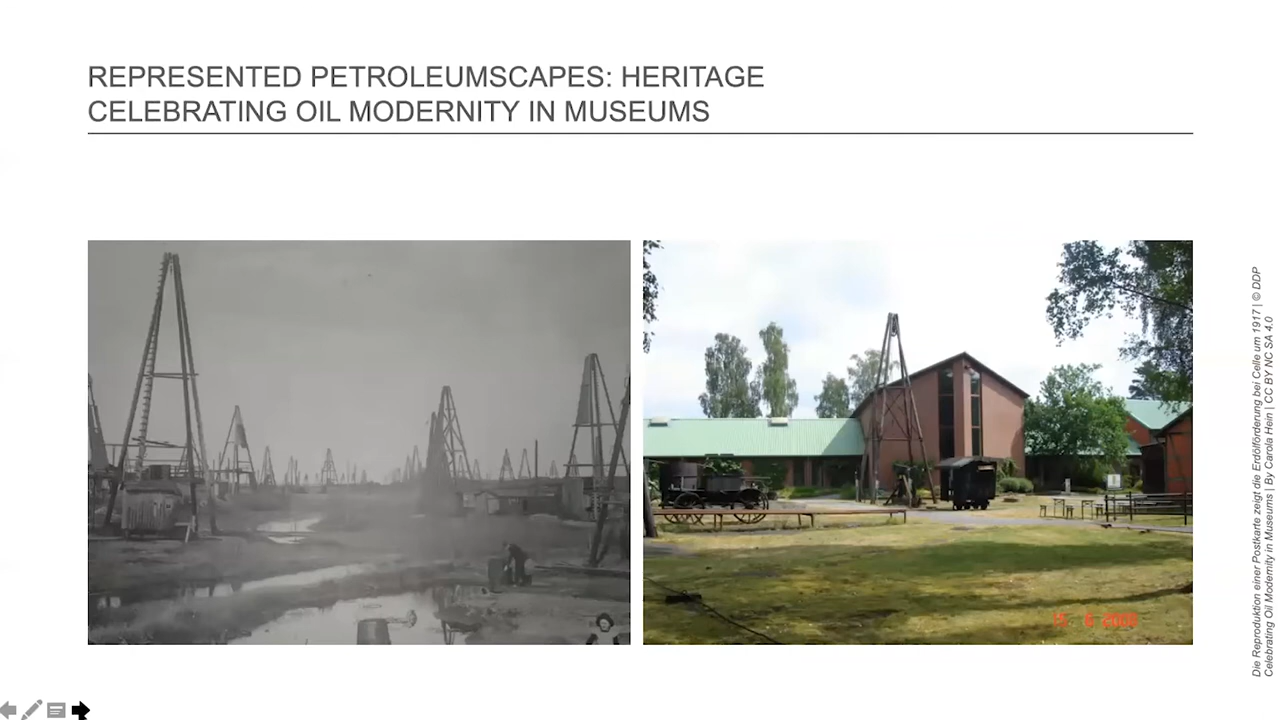 REPRESENTED PETROLEUMSCAPES: HERITAGE
CELEBRATING OIL MODERNITY IN MUSEUMS
Die Reproduktion einer Postkarte zeigt die Erdölförderung bei Celle um 1917 | © DDP
Celebrating Oil Modernity in Museums | By Carola Hein | CC BY NC SA 4.0